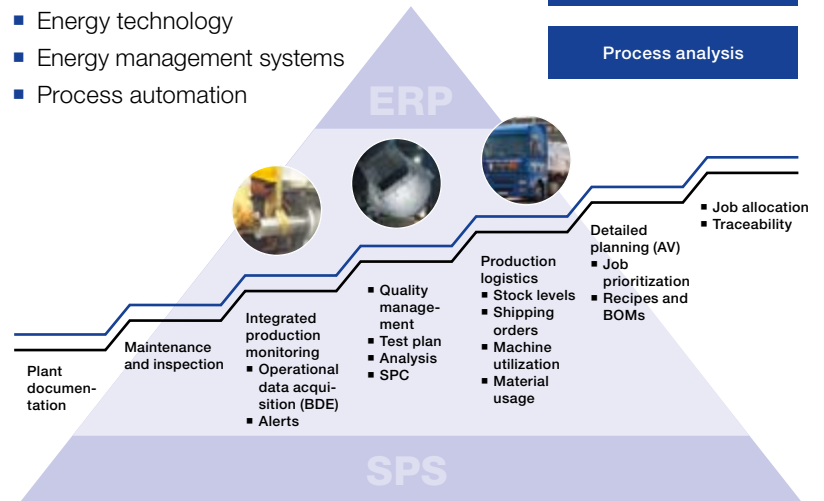 Energy technology
Energy management systems
Process automation
Process analysis
ERP
Plant
documen-
tation
Maintenance
and inspection
Integrated
production
monitoring
▪ Operational
data acqui-
sition (BDE)
▪ Alerts
▪ Quality
manage-
ment
▪ Test plan
▪ Analysis
▪ SPC
Production
logistics
▪ Stock levels
▪ Shipping
orders
▪ Machine
utilization
▪ Material
usage
Detailed
planning (AV)
▪ Job
prioritization
▪ Recipes and
BOMs
▪ Job allocation
▪ Traceability
SPS